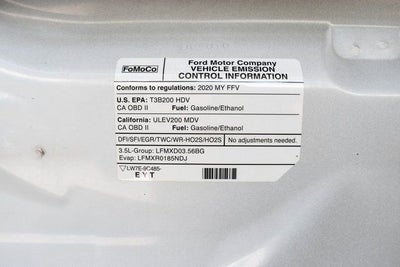 FoMoCo
Ford Motor Company
VEHICLE EMISSION
CONTROL INFORMATION
Conforms to regulations: 2020 MY FFV
U.S. EPA: T3B200 HDV
CA OBD II Fuel: Gasoline/Ethanol
California: ULEV200 MDV
CA OBD II Fuel: Gasoline/Ethanol
DFI/SFI/EGR/TWC/WR-HO2S/HO2S No adjustments needed.
3.5L-Group: LFMXD03.56BG
Evap: LFMXR0185NDJ
LW7E-9C485-